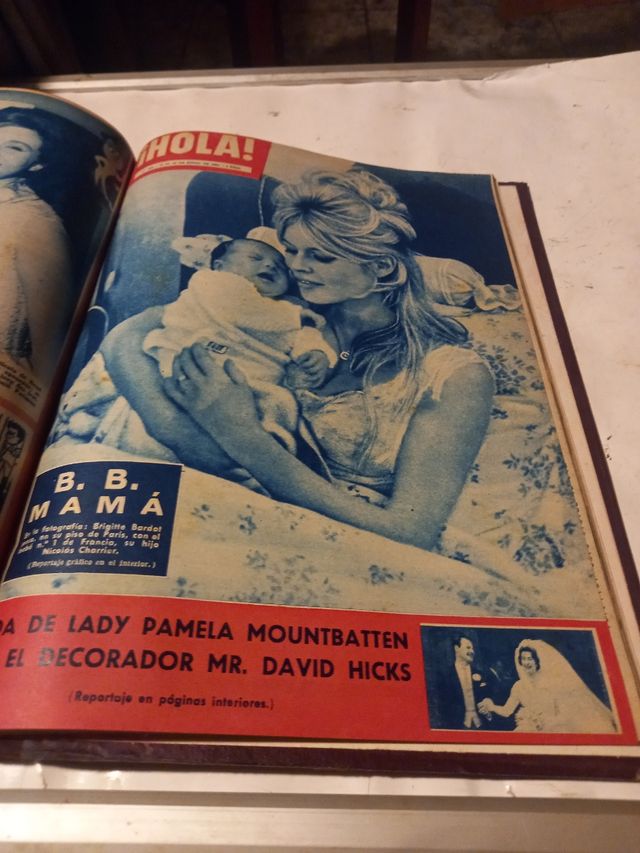 ¡HOLA!
B. B.
MAMÁ
la fotografía: Brigitte Bardot
en su piso de París, con el
n.º 1 de Francia, su hijo
Nicolás Charrier.
(Reportaje gráfico en el interior.)
DA DE LADY PAMELA MOUNTBATTEN
EL DECORADOR MR. DAVID HICKS
(Reportaje en páginas interiores.)